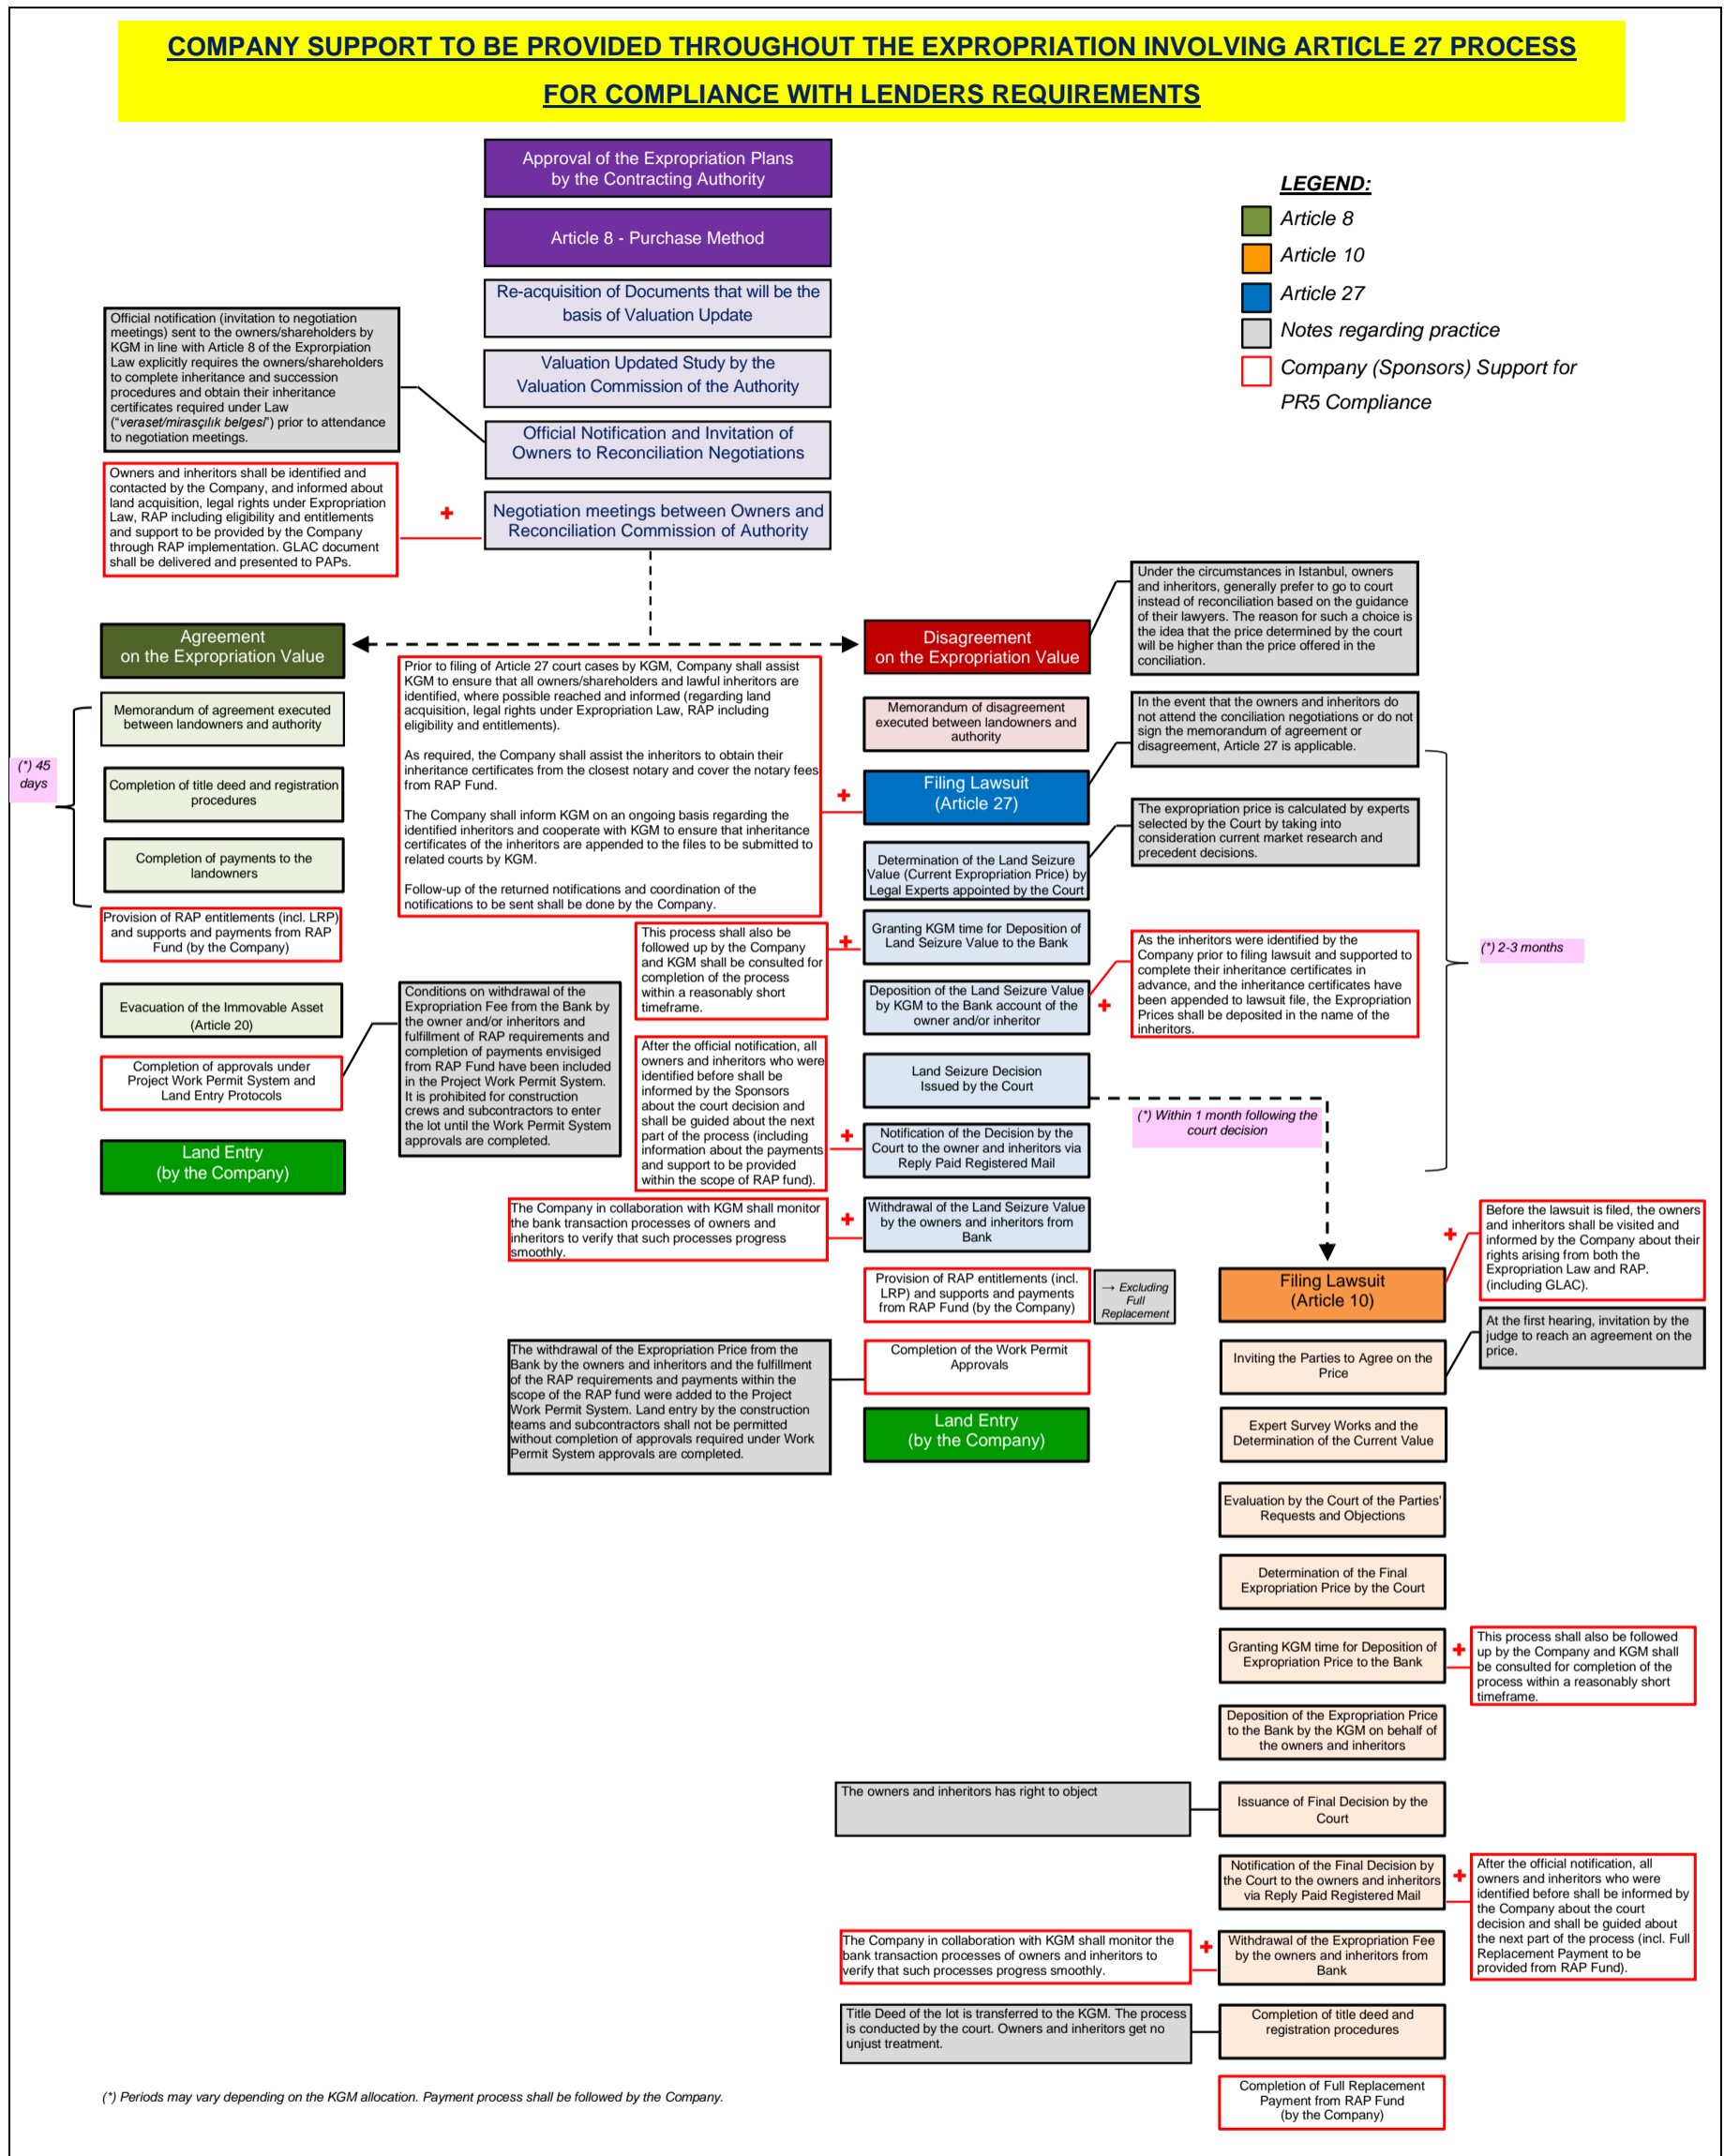 COMPANY SUPPORT TO BE PROVIDED THROUGHOUT THE EXPROPRIATION INVOLVING ARTICLE 27 PROCESS
FOR COMPLIANCE WITH LENDERS REQUIREMENTS
Approval of the Expropriation Plans
by the Contracting Authority
Article 8 - Purchase Method
Re-acquisition of Documents that will be the
basis of Valuation Update
Valuation Updated Study by the
Valuation Commission of the Authority
Official Notification and Invitation of
Owners to Reconciliation Negotiations
Negotiation meetings between Owners and
Reconciliation Commission of Authority
LEGEND:
Article 8
Article 10
Article 27
Notes regarding practice
Company (Sponsors) Support for
PR5 Compliance
Official notification (invitation to negotiation
meetings) sent to the owners/shareholders by
KGM in line with Article 8 of the Exprorpiation
Law explicitly requires the owners/shareholders
to complete inheritance and succession
procedures and obtain their inheritance
certificates required under Law
("veraset/mirasçılık belgesi") prior to attendance
to negotiation meetings.
Owners and inheritors shall be identified and
contacted by the Company, and informed about
land acquisition, legal rights under Expropriation
Law, RAP including eligibility and entitlements
and support to be provided by the Company
through RAP implementation. GLAC document
shall be delivered and presented to PAPs.
Agreement
on the Expropriation Value
Memorandum of agreement executed
between landowners and authority
(*) 45
days
Completion of title deed and registration
procedures
Completion of payments to the
landowners
Provision of RAP entitlements (incl. LRP)
and supports and payments from RAP
Fund (by the Company)
Evacuation of the Immovable Asset
(Article 20)
Completion of approvals under
Project Work Permit System and
Land Entry Protocols
Land Entry
(by the Company)
Conditions on withdrawal of the
Expropriation Fee from the Bank by
the owner and/or inheritors and
fulfillment of RAP requirements and
completion of payments envisiged
from RAP Fund have been included
in the Project Work Permit System.
It is prohibited for construction
crews and subcontractors to enter
the lot until the Work Permit System
approvals are completed.
Prior to filing of Article 27 court cases by KGM, Company shall assist
KGM to ensure that all owners/shareholders and lawful inheritors are
identified, where possible reached and informed (regarding land
acquisition, legal rights under Expropriation Law, RAP including
eligibility and entitlements).
As required, the Company shall assist the inheritors to obtain their
inheritance certificates from the closest notary and cover the notary fees
from RAP Fund.
The Company shall inform KGM on an ongoing basis regarding the
identified inheritors and cooperate with KGM to ensure that inheritance
certificates of the inheritors are appended to the files to be submitted to
related courts by KGM.
Follow-up of the returned notifications and coordination of the
notifications to be sent shall be done by the Company.
Disagreement
on the Expropriation Value
Under the circumstances in Istanbul, owners
and inheritors, generally prefer to go to court
instead of reconciliation based on the guidance
of their lawyers. The reason for such a choice is
the idea that the price determined by the court
will be higher than the price offered in the
conciliation.
Memorandum of disagreement
executed between landowners and
authority
In the event that the owners and inheritors do
not attend the conciliation negotiations or do not
sign the memorandum of agreement or
disagreement, Article 27 is applicable.
Filing Lawsuit
(Article 27)
The expropriation price is calculated by experts
selected by the Court by taking into
consideration current market research and
precedent decisions.
Determination of the Land Seizure
Value (Current Expropriation Price) by
Legal Experts appointed by the Court
Granting KGM time for Deposition of
Land Seizure Value to the Bank
This process shall also be
followed up by the Company
and KGM shall be consulted for
completion of the process
within a reasonably short
timeframe.
Deposition of the Land Seizure Value
by KGM to the Bank account of the
owner and/or inheritor
As the inheritors were identified by the
Company prior to filing lawsuit and supported to
complete their inheritance certificates in
advance, and the inheritance certificates have
been appended to lawsuit file, the Expropriation
Prices shall be deposited in the name of the
inheritors.
(*) 2-3 months
Land Seizure Decision
Issued by the Court
(*) Within 1 month following the
court decision
After the official notification, all
owners and inheritors who were
identified before shall be
informed by the Sponsors
about the court decision and
shall be guided about the next
part of the process (including
information about the payments
and support to be provided
within the scope of RAP fund).
Notification of the Decision by the
Court to the owner and inheritors via
Reply Paid Registered Mail
The Company in collaboration with KGM shall monitor
the bank transaction processes of owners and
inheritors to verify that such processes progress
smoothly.
Withdrawal of the Land Seizure Value
by the owners and inheritors from
Bank
Provision of RAP entitlements (incl.
LRP) and supports and payments
from RAP Fund (by the Company)
→ Excluding
Full
Replacement
The withdrawal of the Expropriation Price from the
Bank by the owners and inheritors and the fulfillment
of the RAP requirements and payments within the
scope of the RAP fund were added to the Project
Work Permit System. Land entry by the construction
teams and subcontractors shall not be permitted
without completion of approvals required under Work
Permit System approvals are completed.
Completion of the Work Permit
Approvals
Land Entry
(by the Company)
Before the lawsuit is filed, the owners
and inheritors shall be visited and
informed by the Company about their
rights arising from both the
Expropriation Law and RAP.
(including GLAC).
Filing Lawsuit
(Article 10)
At the first hearing, invitation by the
judge to reach an agreement on the
price.
Inviting the Parties to Agree on the
Price
Expert Survey Works and the
Determination of the Current Value
Evaluation by the Court of the Parties'
Requests and Objections
Determination of the Final
Expropriation Price by the Court
Granting KGM time for Deposition of
Expropriation Price to the Bank
This process shall also be followed
up by the Company and KGM shall
be consulted for completion of the
process within a reasonably short
timeframe.
Deposition of the Expropriation Price
to the Bank by the KGM on behalf of
the owners and inheritors
The owners and inheritors has right to object
Issuance of Final Decision by the
Court
Notification of the Final Decision by
the Court to the owners and inheritors
via Reply Paid Registered Mail
After the official notification, all
owners and inheritors who were
identified before shall be informed by
the Company about the court
decision and shall be guided about
the next part of the process (incl. Full
Replacement Payment to be
provided from RAP Fund).
The Company in collaboration with KGM shall monitor the
bank transaction processes of owners and inheritors to
verify that such processes progress smoothly.
Withdrawal of the Expropriation Fee
by the owners and inheritors from
Bank
Title Deed of the lot is transferred to the KGM. The process
is conducted by the court. Owners and inheritors get no
unjust treatment.
Completion of title deed and
registration procedures
Completion of Full Replacement
Payment from RAP Fund
(by the Company)
(*) Periods may vary depending on the KGM allocation. Payment process shall be followed by the Company.